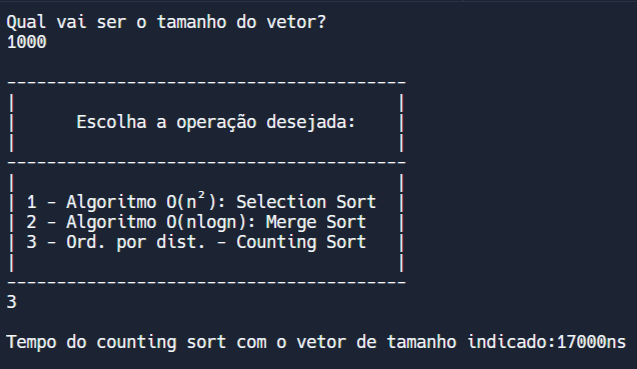 Qual vai ser o tamanho do vetor?
1000
----------------------------------------
|                                      |
|      Escolha a operação desejada:    |
|                                      |
----------------------------------------
|                                      |
| 1 - Algoritmo O(n²): Selection Sort  |
| 2 - Algoritmo O(nlogn): Merge Sort   |
| 3 - Ord. por dist. - Counting Sort   |
|                                      |
----------------------------------------
3
Tempo do counting sort com o vetor de tamanho indicado:17000ns